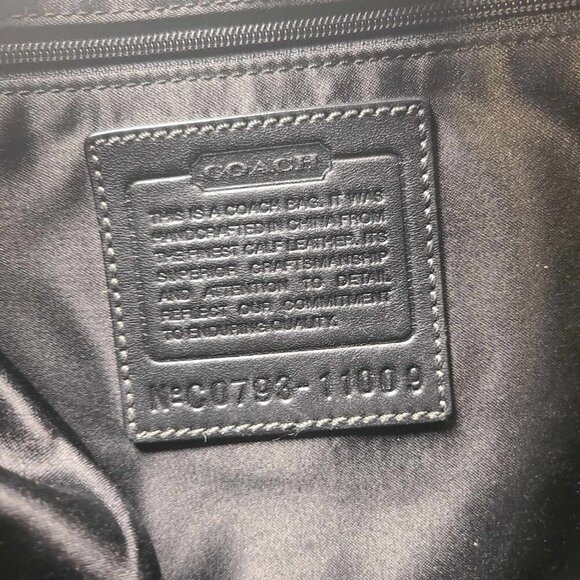 COACH
THIS IS A COACH BAG. IT WAS
HANDCRAFTED IN CHINA FROM
THE FINEST CALF LEATHER. ITS
SUPERIOR CRAFTSMANSHIP
AND ATTENTION TO DETAIL
REFLECT OUR COMMITMENT
TO ENDURING QUALITY.
No C0793-11009